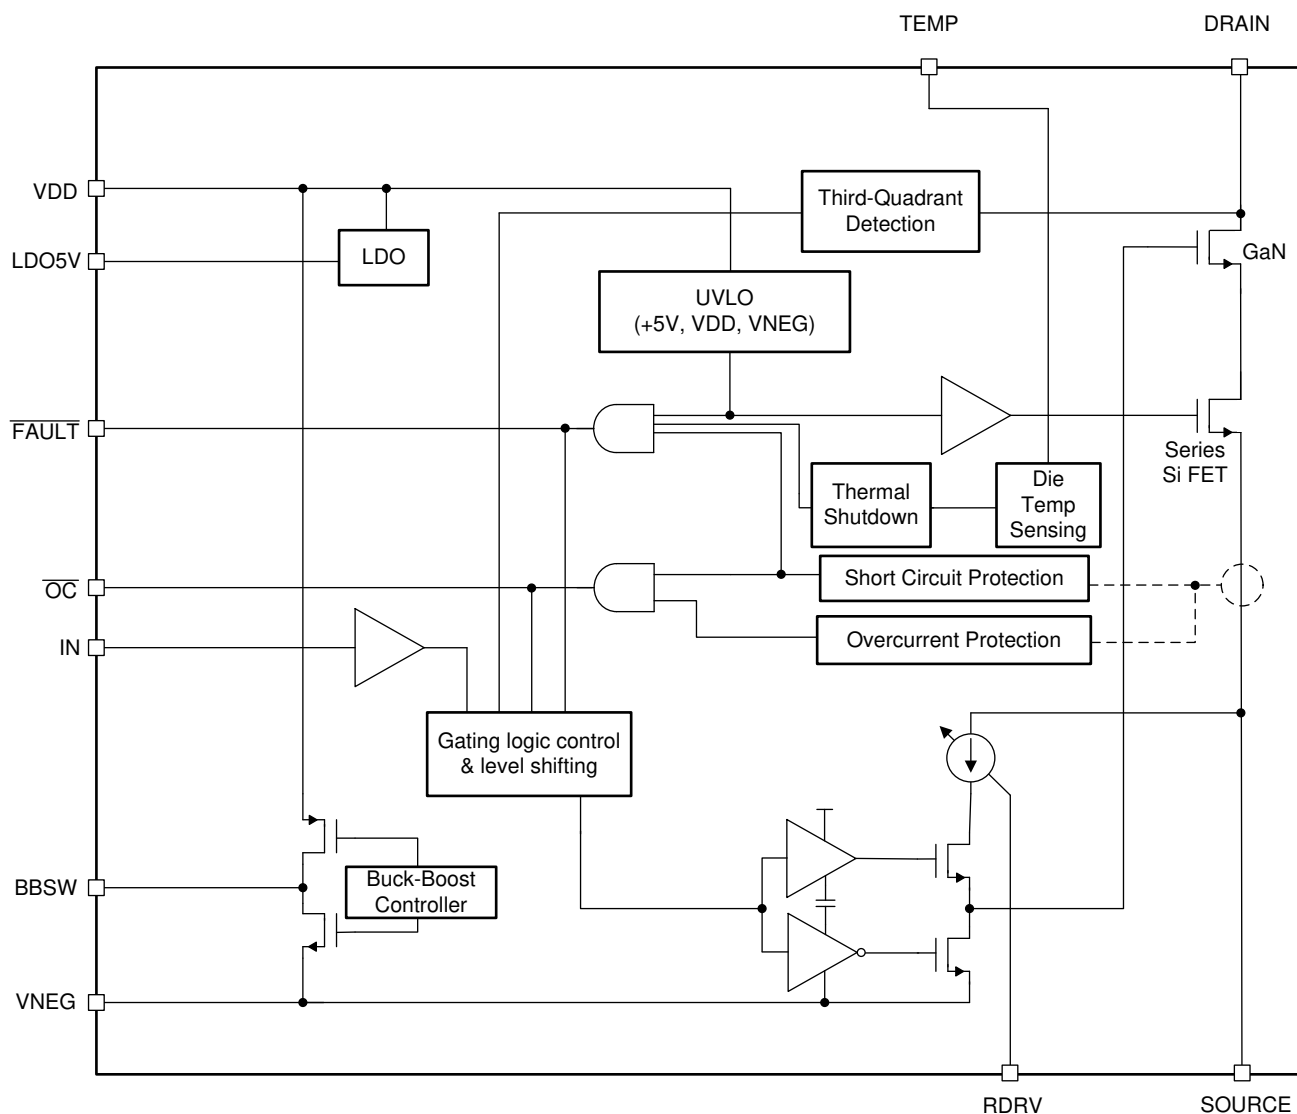 TEMP
DRAIN
VDD
Third-Quadrant
Detection
LDO5V
LDO
GaN
UVLO
(+5V, VDD, VNEG)
FAULT
Series
Si FET
Thermal
Shutdown
Die
Temp
Sensing
OC
Short Circuit Protection
IN
Overcurrent Protection
Gating logic control
& level shifting
BBSW
Buck-Boost
Controller
VNEG
RDRV
SOURCE